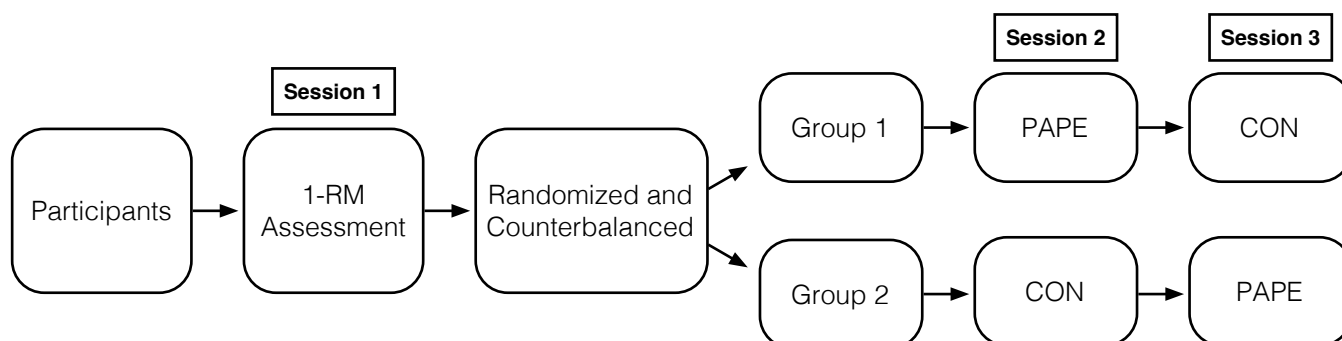 Session 1
Session 2
Session 3
Participants
1-RM
Assessment
Randomized and
Counterbalanced
Group 1
PAPE
CON
Group 2
CON
PAPE